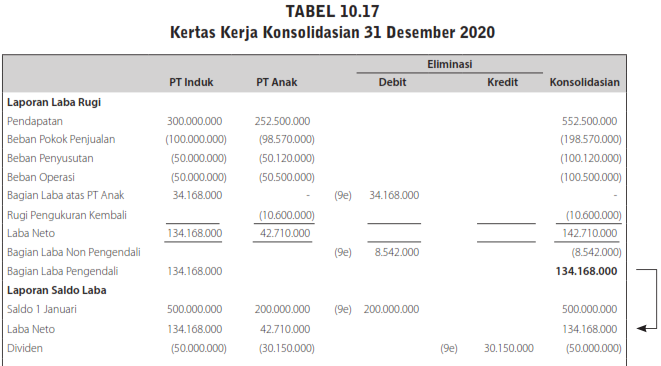 TABEL 10.17
Kertas Kerja Konsolidasian 31 Desember 2020
Eliminasi
PT Induk PT Anak Debit Kredit Konsolidasian
Laporan Laba Rugi
Pendapatan 300.000.000 252.500.000 552.500.000
Beban Pokok Penjualan (100.000.000) (98.570.000) (198.570.000)
Beban Penyusutan (50.000.000) (50.120.000) (100.120.000)
Beban Operasi (50.000.000) (50.500.000) (100.500.000)
Bagian Laba atas PT Anak 34.168.000 - (9e) 34.168.000 -
Rugi Pengukuran Kembali (10.600.000) (10.600.000)
Laba Neto 134.168.000 42.710.000 142.710.000
Bagian Laba Non Pengendali (9e) 8.542.000 (8.542.000)
Bagian Laba Pengendali 134.168.000 134.168.000
Laporan Saldo Laba
Saldo 1 Januari 500.000.000 200.000.000 (9e) 200.000.000 500.000.000
Laba Neto 134.168.000 42.710.000 134.168.000
Dividen (50.000.000) (30.150.000) (9e) 30.150.000 (50.000.000)